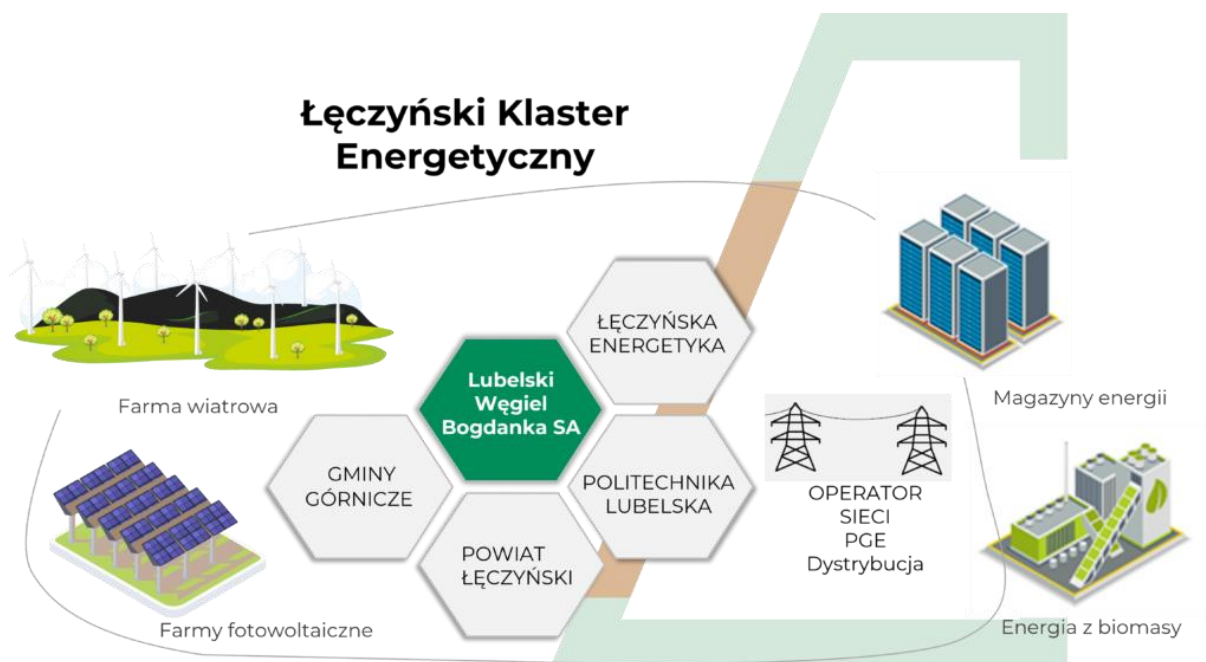 Łęczyński Klaster
Energetyczny
Farma wiatrowa
ŁĘCZYŃSKA
ENERGETYKA
Magazyny energii
Lubelski
Węgiel
Bogdanka SA
GMINY
GÓRNICZE
POLITECHNIKA
LUBELSKA
POWIAT
ŁĘCZYŃSKI
OPERATOR
SIECI
PGE
Dystrybucja
Farmy fotowoltaiczne
Energia z biomasy